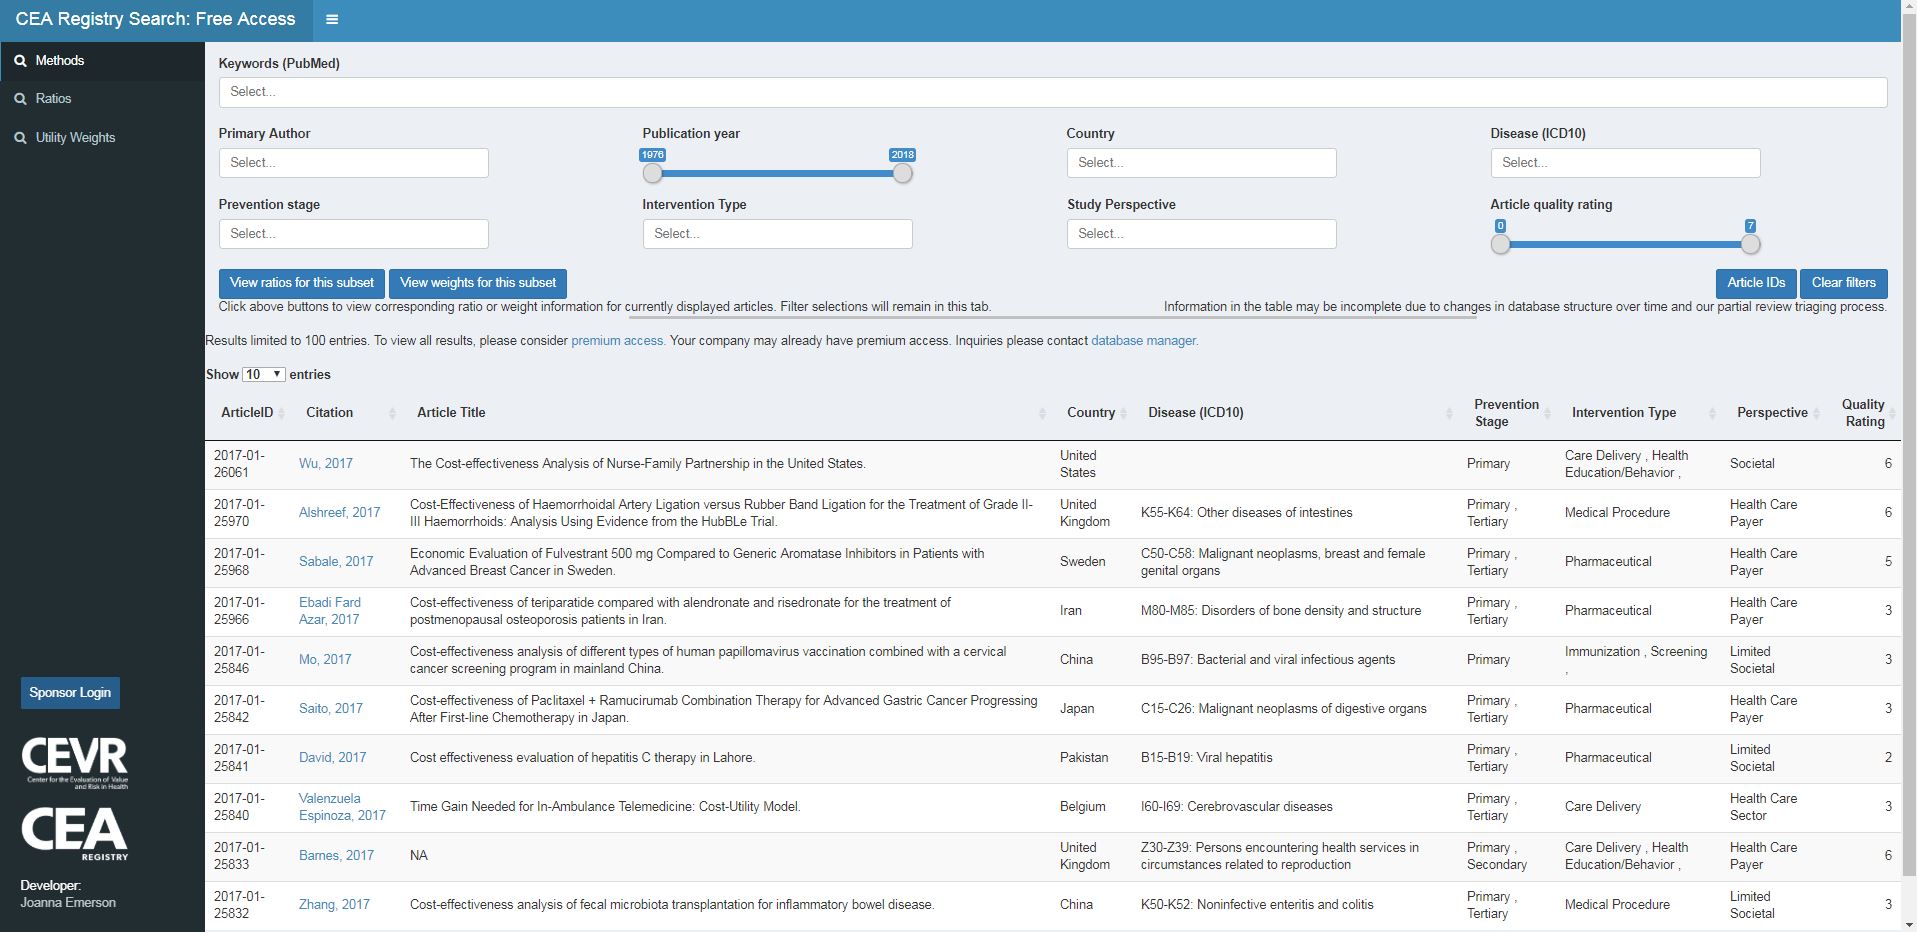 CEA Registry Search: Free Access
Methods
Ratios
Utility Weights
Keywords (PubMed)
Select...
Primary Author
Publication year
Country
Disease (ICD10)
Select...
1976
2018
Select...
Select...
Prevention stage
Intervention Type
Study Perspective
Article quality rating
Select...
Select...
Select...
0
7
View ratios for this subset
View weights for this subset
Article IDs
Clear filters
Click above buttons to view corresponding ratio or weight information for currently displayed articles. Filter selections will remain in this tab.
Information in the table may be incomplete due to changes in database structure over time and our partial review triaging process.
Results limited to 100 entries. To view all results, please consider premium access. Your company may already have premium access. Inquiries please contact database manager.
Show 10 entries
ArticleID
Citation
Article Title
Country
Disease (ICD10)
Prevention
Stage
Intervention Type
Perspective
Quality
Rating
2017-01-
26061
Wu, 2017
The Cost-effectiveness Analysis of Nurse-Family Partnership in the United States.
United
States
Primary
Care Delivery , Health
Education/Behavior ,
Societal
6
2017-01-
25970
Alshreef, 2017
Cost-Effectiveness of Haemorrhoidal Artery Ligation versus Rubber Band Ligation for the Treatment of Grade II-
III Haemorrhoids: Analysis Using Evidence from the HubBLe Trial.
United
Kingdom
K55-K64: Other diseases of intestines
Primary ,
Tertiary
Medical Procedure
Health Care
Payer
6
2017-01-
25968
Sabale, 2017
Economic Evaluation of Fulvestrant 500 mg Compared to Generic Aromatase Inhibitors in Patients with
Advanced Breast Cancer in Sweden.
Sweden
C50-C58: Malignant neoplasms, breast and female
genital organs
Primary ,
Tertiary
Pharmaceutical
Health Care
Payer
5
2017-01-
25966
Ebadi Fard
Azar, 2017
Cost-effectiveness of teriparatide compared with alendronate and risedronate for the treatment of
postmenopausal osteoporosis patients in Iran.
Iran
M80-M85: Disorders of bone density and structure
Primary ,
Tertiary
Pharmaceutical
Health Care
Payer
3
2017-01-
25846
Mo, 2017
Cost-effectiveness analysis of different types of human papillomavirus vaccination combined with a cervical
cancer screening program in mainland China.
China
B95-B97: Bacterial and viral infectious agents
Primary
Immunization , Screening
,
Limited
Societal
3
2017-01-
25842
Saito, 2017
Cost-effectiveness of Paclitaxel + Ramucirumab Combination Therapy for Advanced Gastric Cancer Progressing
After First-line Chemotherapy in Japan.
Japan
C15-C26: Malignant neoplasms of digestive organs
Primary ,
Tertiary
Pharmaceutical
Health Care
Payer
3
2017-01-
25841
David, 2017
Cost effectiveness evaluation of hepatitis C therapy in Lahore.
Pakistan
B15-B19: Viral hepatitis
Primary ,
Tertiary
Pharmaceutical
Limited
Societal
2
2017-01-
25840
Valenzuela
Espinoza, 2017
Time Gain Needed for In-Ambulance Telemedicine: Cost-Utility Model.
Belgium
I60-I69: Cerebrovascular diseases
Primary ,
Tertiary
Care Delivery
Health Care
Sector
3
2017-01-
25833
Barnes, 2017
NA
United
Kingdom
Z30-Z39: Persons encountering health services in
circumstances related to reproduction
Primary ,
Secondary
Care Delivery , Health
Education/Behavior ,
Health Care
Payer
6
2017-01-
25832
Zhang, 2017
Cost-effectiveness analysis of fecal microbiota transplantation for inflammatory bowel disease.
China
K50-K52: Noninfective enteritis and colitis
Primary ,
Tertiary
Medical Procedure
Limited
Societal
3
Sponsor Login
CEVR
Center for the Evaluation of Value
and Risk in Health
CEA
REGISTRY
Developer:
Joanna Emerson